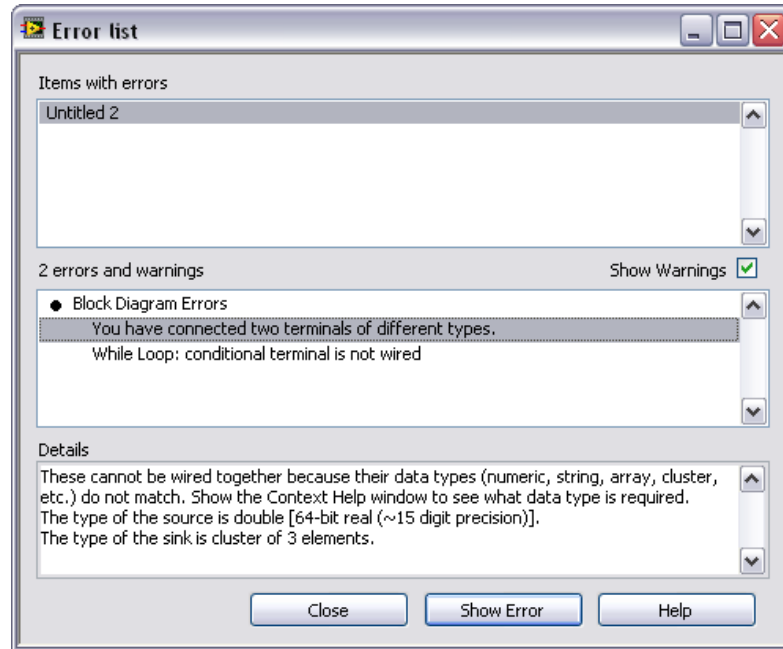 Error list
Items with errors
Untitled 2
2 errors and warnings
Show Warnings
Block Diagram Errors
You have connected two terminals of different types.
While Loop: conditional terminal is not wired
Details
These cannot be wired together because their data types (numeric, string, array, cluster,
etc.) do not match. Show the Context Help window to see what data type is required.
The type of the source is double [64-bit real (~15 digit precision)].
The type of the sink is cluster of 3 elements.
Close
Show Error
Help